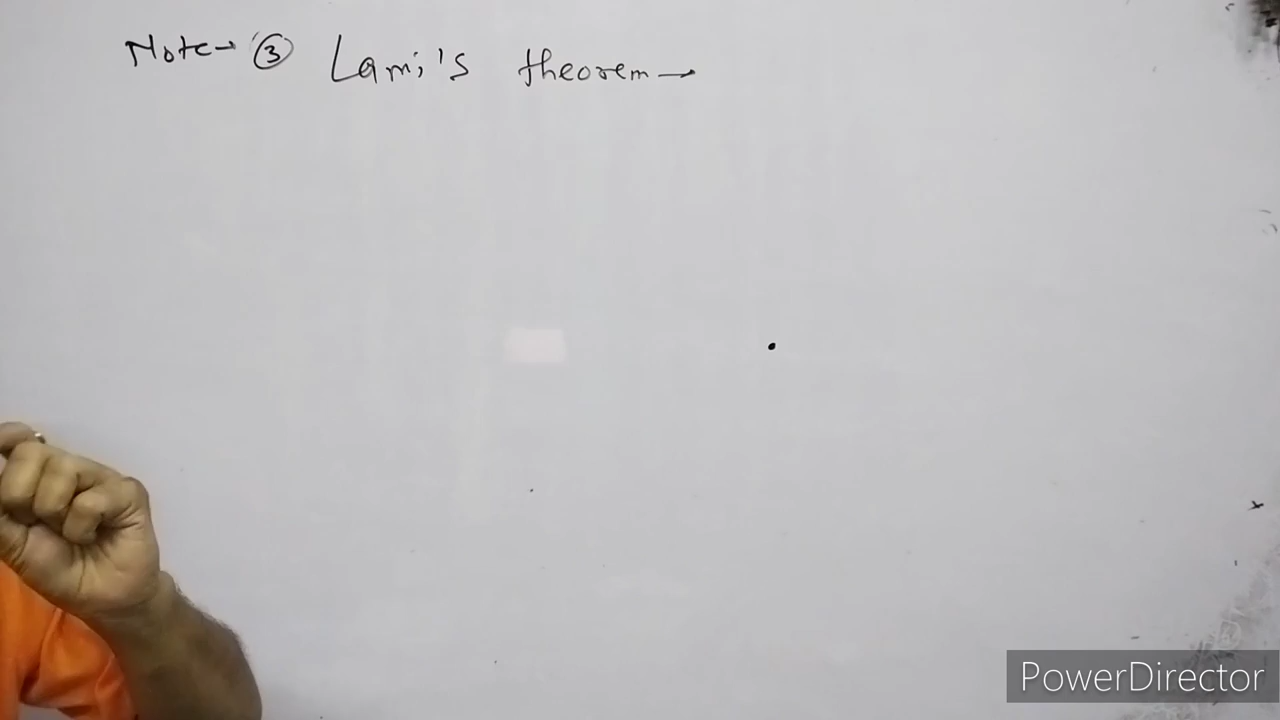 Note→ ③ Lami's theorem→
PowerDirector